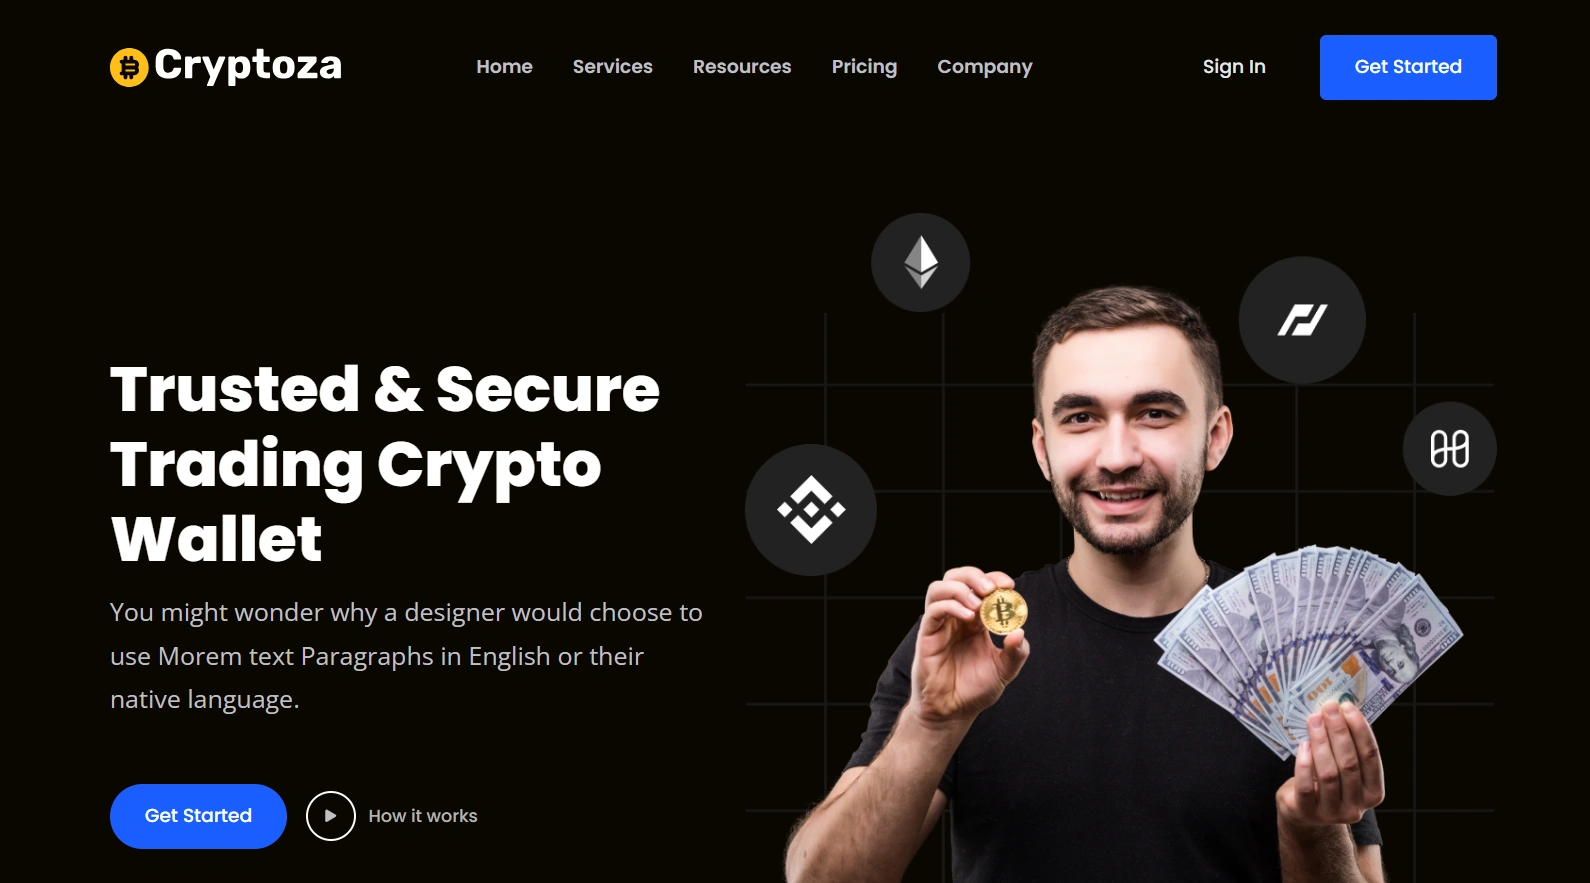 Cryptoza
Home Services Resources Pricing Company
Sign In
Get Started
Trusted & Secure
Trading Crypto
Wallet
You might wonder why a designer would choose to
use Morem text Paragraphs in English or their
native language.
Get Started
How it works
100